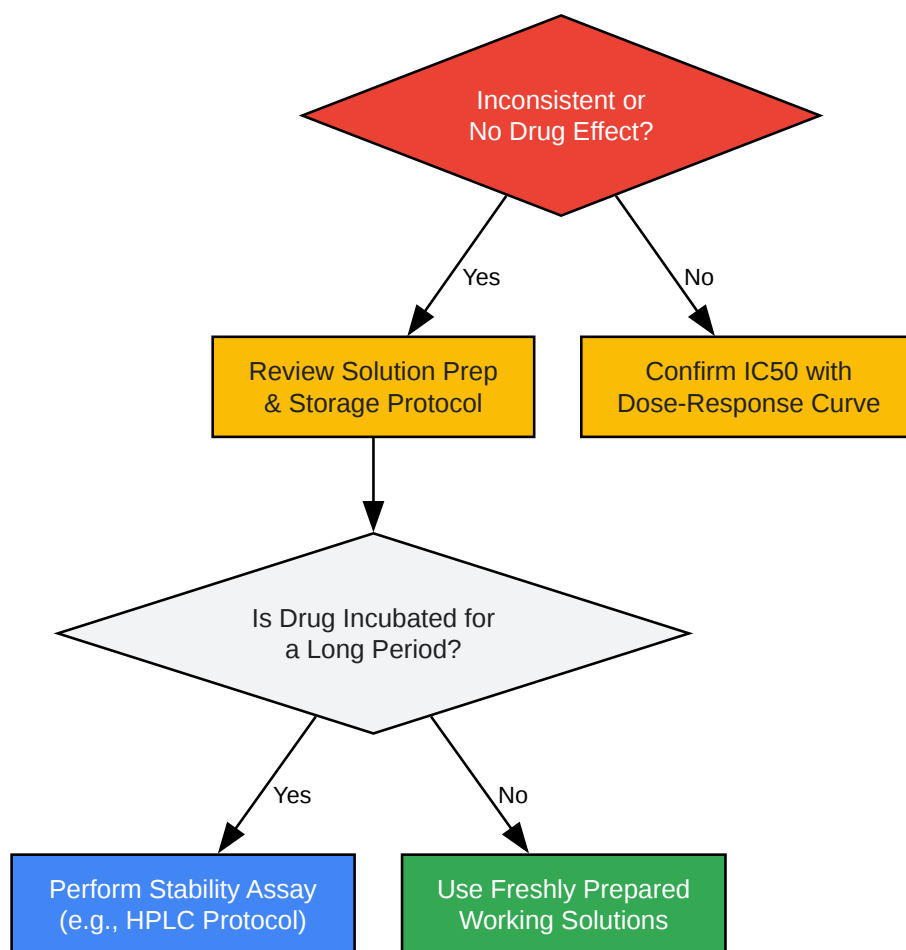 Inconsistent or
No Drug Effect?
Yes
No
Review Solution Prep
& Storage Protocol
Confirm IC50 with
Dose-Response Curve
Is Drug Incubated for
a Long Period?
Yes
No
Perform Stability Assay
(e.g., HPLC Protocol)
Use Freshly Prepared
Working Solutions